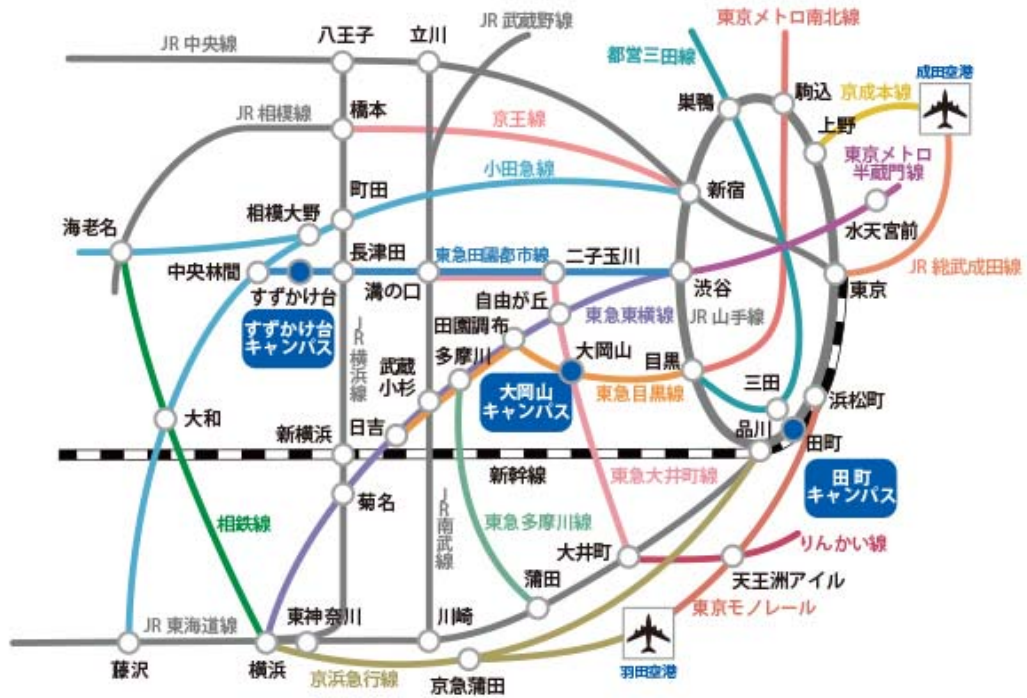 東京メトロ南北線
JR 武蔵野線
八王子
立川
JR 中央線
都営三田線
成田空港
駒込
京成本線
巣鴨
橋本
JR 相模線
京王線
上野
東京メトロ
半蔵門線
小田急線
町田
新宿
相模大野
水天宮前
海老名
長津田
東急田園都市線
二子玉川
中央林間
JR 総武成田線
すずかけ台
溝の口
渋谷
東京
自由が丘
東急東横線
JR 山手線
すずかけ台
キャンパス
田園調布
JR横浜線
多摩川
大岡山
目黒
武蔵
小杉
三田
大岡山
キャンパス
東急目黒線
浜松町
大和
日吉
品川
新横浜
田町
新幹線
東急大井町線
田町
キャンパス
菊名
JR南武線
相鉄線
東急多摩川線
大井町
りんかい線
蒲田
天王洲アイル
東神奈川
川崎
東京モノレール
JR 東海道線
藤沢
横浜
京浜急行線
京急蒲田
羽田空港